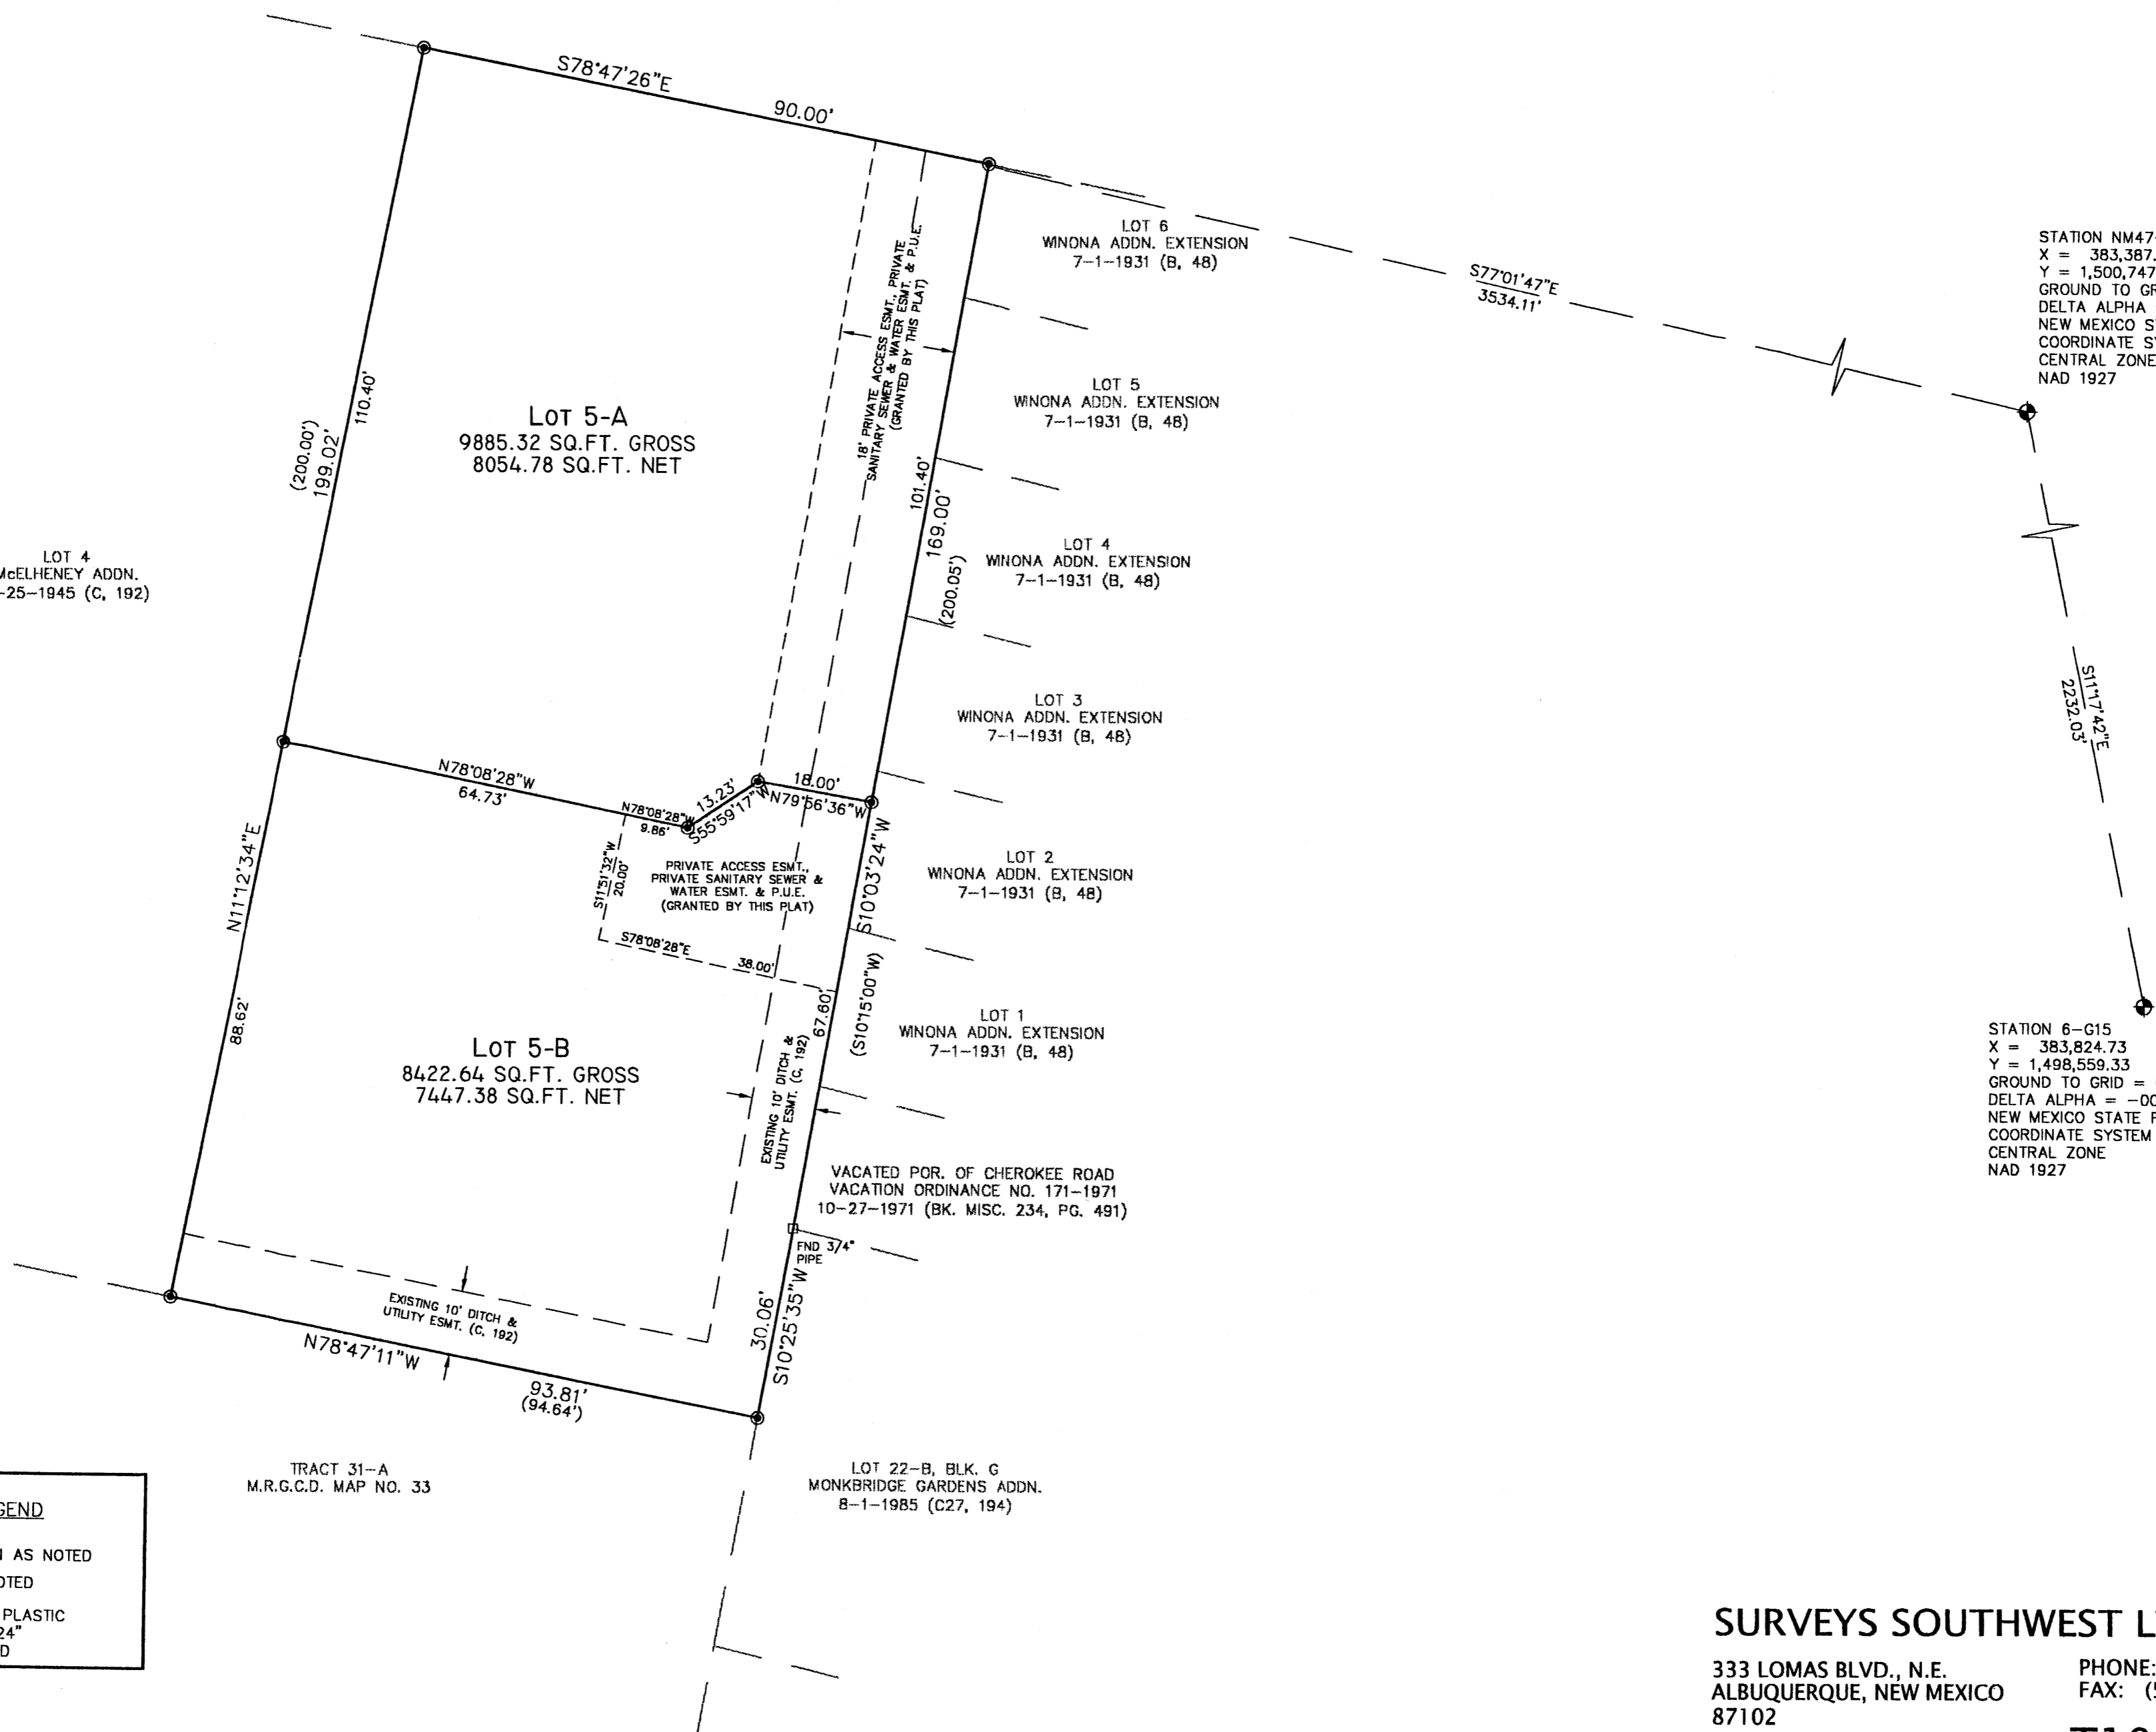 S78°47'26"E
90.00'
LOT 6
WINONA ADDN. EXTENSION
7-1-1931 (B, 48)
S77°01'47"E
3534.11'
STATION NM47-
X = 383,387.
Y = 1,500,747
GROUND TO GR
DELTA ALPHA
NEW MEXICO S
COORDINATE S
CENTRAL ZONE
NAD 1927
18' PRIVATE ACCESS ESMT., PRIVATE
SANITARY SEWER & WATER ESMT. & P.U.E.
(GRANTED BY THIS PLAT)
110.40'
(200.00')
199.02'
LOT 5-A
9885.32 SQ.FT. GROSS
8054.78 SQ.FT. NET
LOT 5
WINONA ADDN. EXTENSION
7-1-1931 (B, 48)
101.40'
169.00'
(200.05')
LOT 4
McELHENEY ADDN.
-25-1945 (C, 192)
LOT 4
WINONA ADDN. EXTENSION
7-1-1931 (B, 48)
LOT 3
WINONA ADDN. EXTENSION
7-1-1931 (B, 48)
S11°17'42"E
2232.03'
N78°08'28"W
64.73'
N78°08'28"W
9.86'
13.23'
S55°59'17"W
18.00'
N79°56'36"W
S11°51'32"W
20.00'
PRIVATE ACCESS ESMT.,
PRIVATE SANITARY SEWER &
WATER ESMT. & P.U.E.
(GRANTED BY THIS PLAT)
S78°08'28"E
38.00'
S10°03'24"W
(S10°15'00"W)
67.60'
LOT 2
WINONA ADDN. EXTENSION
7-1-1931 (B, 48)
N11°12'34"E
88.62'
LOT 5-B
8422.64 SQ.FT. GROSS
7447.38 SQ.FT. NET
EXISTING 10' DITCH &
UTILITY ESMT. (C, 192)
LOT 1
WINONA ADDN. EXTENSION
7-1-1931 (B, 48)
STATION 6-G15
X = 383,824.73
Y = 1,498,559.33
GROUND TO GRID =
DELTA ALPHA = -00
NEW MEXICO STATE P
COORDINATE SYSTEM
CENTRAL ZONE
NAD 1927
VACATED POR. OF CHEROKEE ROAD
VACATION ORDINANCE NO. 171-1971
10-27-1971 (BK. MISC. 234, PG. 491)
FND 3/4"
PIPE
EXISTING 10' DITCH &
UTILITY ESMT. (C, 192)
N78°47'11"W
93.81'
(94.64')
30.06'
S10°25'35"W
TRACT 31-A
M.R.G.C.D. MAP NO. 33
LOT 22-B, BLK. G
MONKBRIDGE GARDENS ADDN.
8-1-1985 (C27, 194)
GEND
AS NOTED
OTED
PLASTIC
24"
D
SURVEYS SOUTHWEST L
333 LOMAS BLVD., N.E.
ALBUQUERQUE, NEW MEXICO
87102
PHONE:
FAX: (5